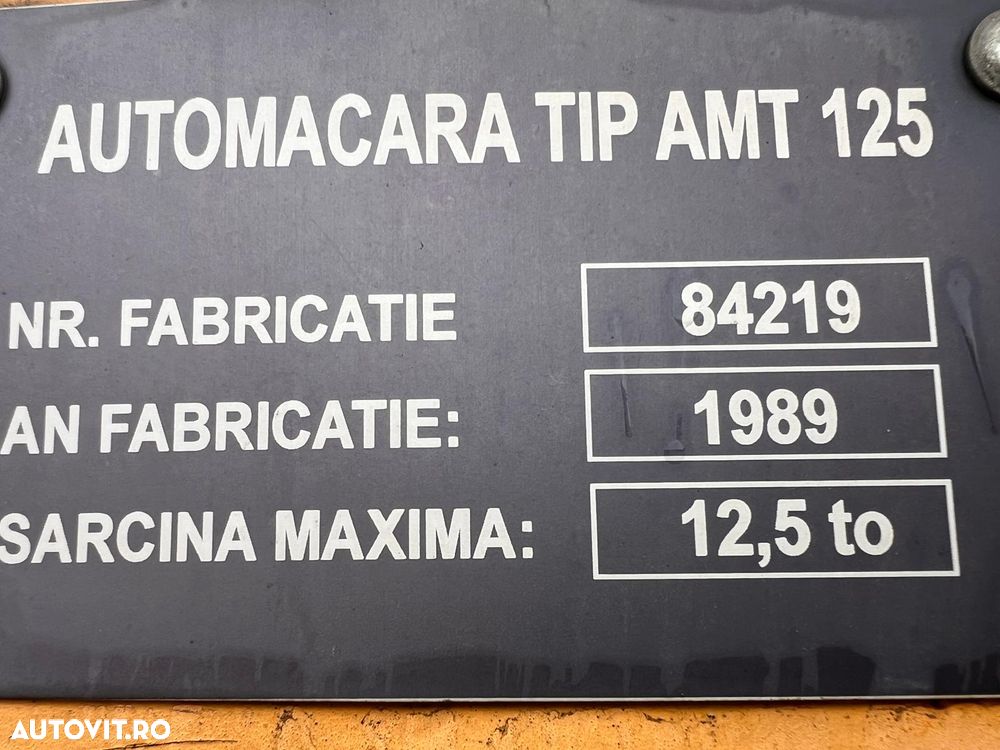 AUTOMACARA TIP AMT 125
NR. FABRICATIE 84219
AN FABRICATIE: 1989
SARCINA MAXIMA: 12,5 to
AUTOVIT.RO